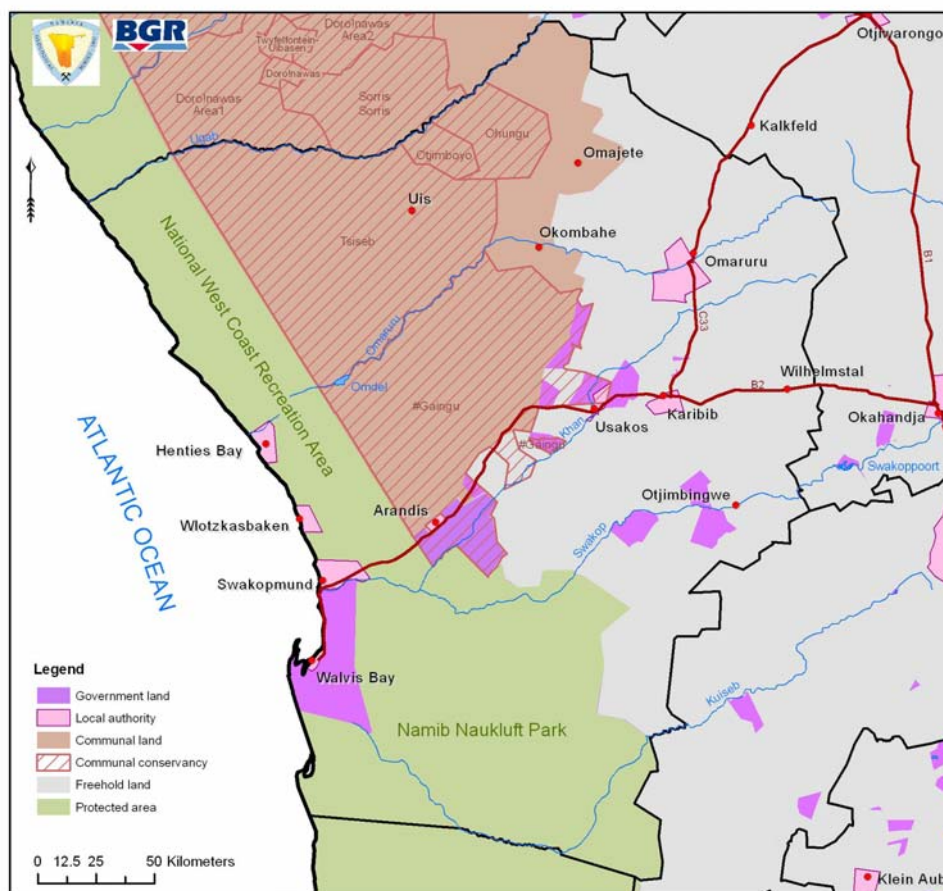 BGR
Otjiwarongo
Doro!nawas
Area2
Twyfelfontein-
Uibasen
Doro!nawas
Doro!nawas
Area1
Sorris
Sorris
Kalkfeld
Ohungu
Ugab
Otjimboyo
Omajete
Uis
National West Coast Recreation Area
Tsiseb
Okombahe
Omaruru
B1
Omaruru
C33
Omdel
Wilhelmstal
B2
#Gaingu
Karibib
Okahandja
Khan
Usakos
ATLANTIC OCEAN
Henties Bay
#Gaingu
Swakoppoort
Otjimbingwe
Arandis
Wlotzkasbaken
Swakop
Swakopmund
Legend
Walvis Bay
Kuiseb
Government land
Local authority
Namib Naukluft Park
Communal land
Communal conservancy
Freehold land
Protected area
0 12.5 25 50 Kilometers
Klein Aub